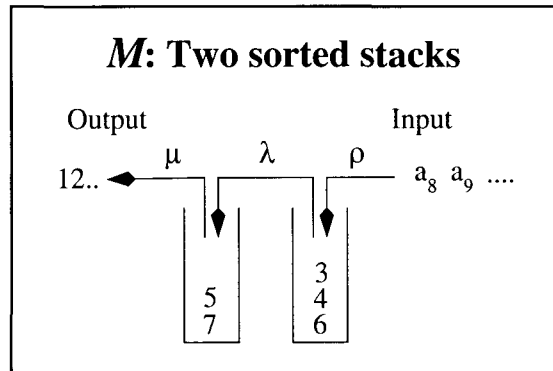 M: Two sorted stacks
Output Input
μ λ ρ
12.. a8 a9 ....
3
5 4
7 6